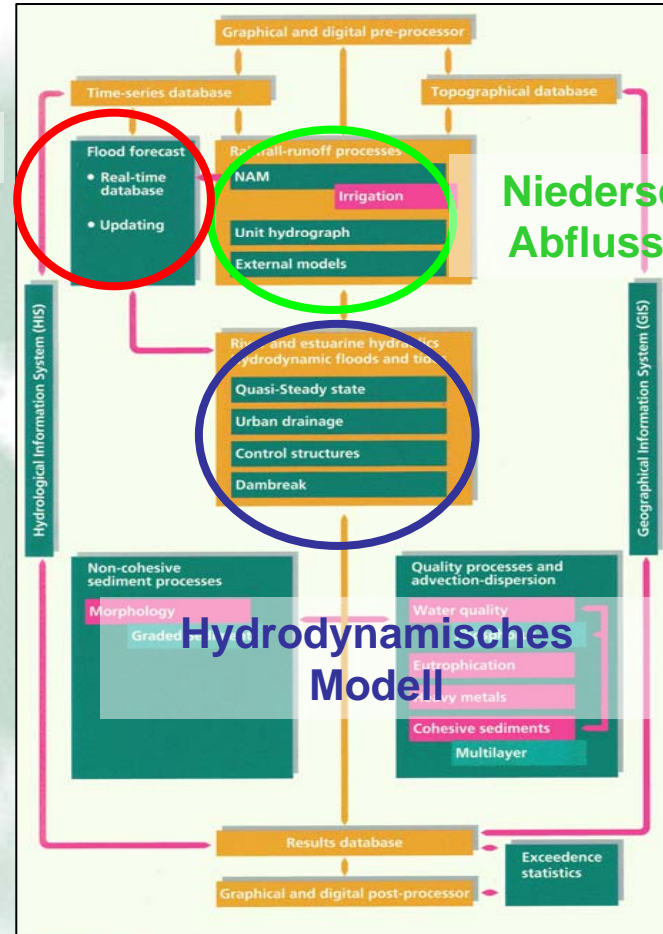 Graphical and digital pre-processor
Time-series database
Topographical database
Flood forecast
• Real-time
database
• Updating
Rainfall-runoff processes
NAM
Irrigation
Unit hydrograph
External models
Abfluss
River and estuarine hydraulics
Hydrodynamic floods and tides
Quasi-Steady state
Urban drainage
Control structures
Dambreak
Hydrological Information System (HIS)
Geographical Information System (GIS)
Non-cohesive
sediment processes
Morphology
Graded sediment
Quality processes and
advection-dispersion
Water quality
Eutrophication
Heavy metals
Cohesive sediments
Multilayer
Hydrodynamisches
Modell
Results database
Exceedence
statistics
Graphical and digital post-processor